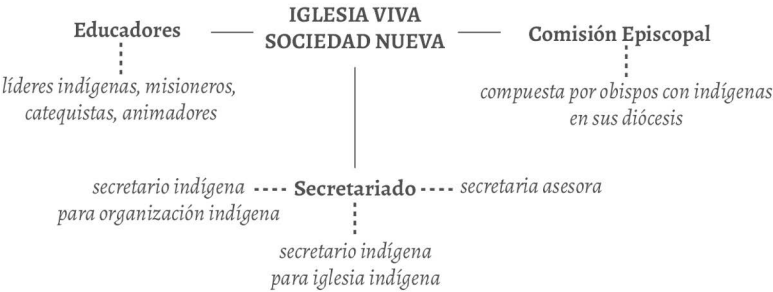 IGLESIA VIVA
SOCIEDAD NUEVA
Educadores
líderes indígenas, misioneros,
catequistas, animadores
Comisión Episcopal
compuesta por obispos con indígenas
en sus diócesis
secretario indígena
para organización indígena
Secretariado
secretaria asesora
secretario indígena
para iglesia indígena